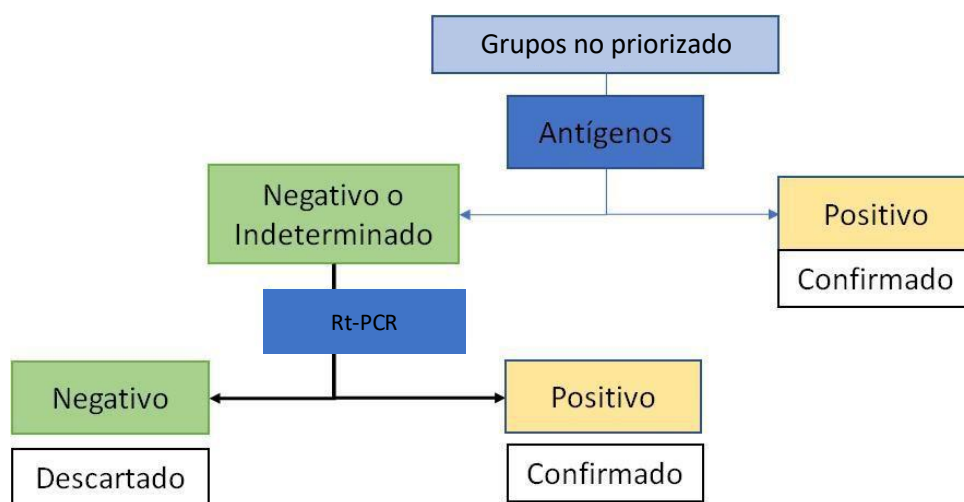 Grupos no priorizado
Antígenos
Negativo o
Indeterminado
Positivo
Confirmado
Rt-PCR
Negativo
Positivo
Descartado
Confirmado